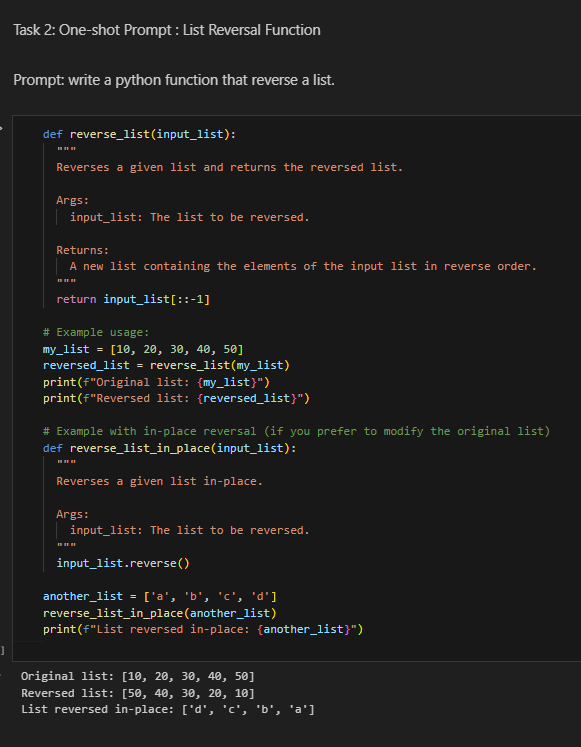 Task 2: One-shot Prompt : List Reversal Function
Prompt: write a python function that reverse a list.
def reverse_list(input_list):
    """
    Reverses a given list and returns the reversed list.

    Args:
      input_list: The list to be reversed.

    Returns:
      A new list containing the elements of the input list in reverse order.
    """
    return input_list[::-1]

# Example usage:
my_list = [10, 20, 30, 40, 50]
reversed_list = reverse_list(my_list)
print(f"Original list: {my_list}")
print(f"Reversed list: {reversed_list}")

# Example with in-place reversal (if you prefer to modify the original list)
def reverse_list_in_place(input_list):
    """
    Reverses a given list in-place.

    Args:
      input_list: The list to be reversed.
    """
    input_list.reverse()

another_list = ['a', 'b', 'c', 'd']
reverse_list_in_place(another_list)
print(f"List reversed in-place: {another_list}")
]
Original list: [10, 20, 30, 40, 50]
Reversed list: [50, 40, 30, 20, 10]
List reversed in-place: ['d', 'c', 'b', 'a']